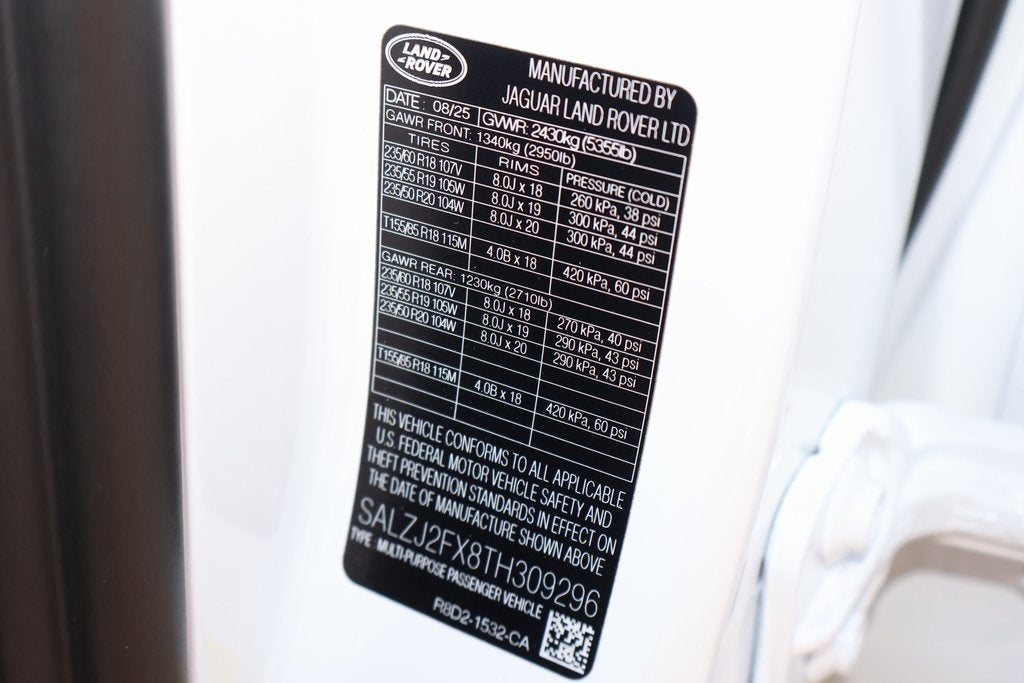 LAND ROVER
MANUFACTURED BY
JAGUAR LAND ROVER LTD
DATE: 08/25 GVWR: 2430kg (5355lb)
GAWR FRONT: 1340kg (2950lb)
TIRES RIMS PRESSURE (COLD)
235/60 R18 107V 8.0J x 18 260 kPa, 38 psi
235/55 R19 105W 8.0J x 19 300 kPa, 44 psi
235/50 R20 104W 8.0J x 20 300 kPa, 44 psi
T155/85 R18 115M 4.0B x 18 420 kPa, 60 psi
GAWR REAR: 1230kg (2710lb)
235/60 R18 107V 8.0J x 18 270 kPa, 40 psi
235/55 R19 105W 8.0J x 19 290 kPa, 43 psi
235/50 R20 104W 8.0J x 20 290 kPa, 43 psi
T155/85 R18 115M 4.0B x 18 420 kPa, 60 psi
THIS VEHICLE CONFORMS TO ALL APPLICABLE
U.S. FEDERAL MOTOR VEHICLE SAFETY AND
THEFT PREVENTION STANDARDS IN EFFECT ON
THE DATE OF MANUFACTURE SHOWN ABOVE
SALZJ2FX8TH309296
TYPE: MULTI-PURPOSE PASSENGER VEHICLE
R8D2-1532-CA